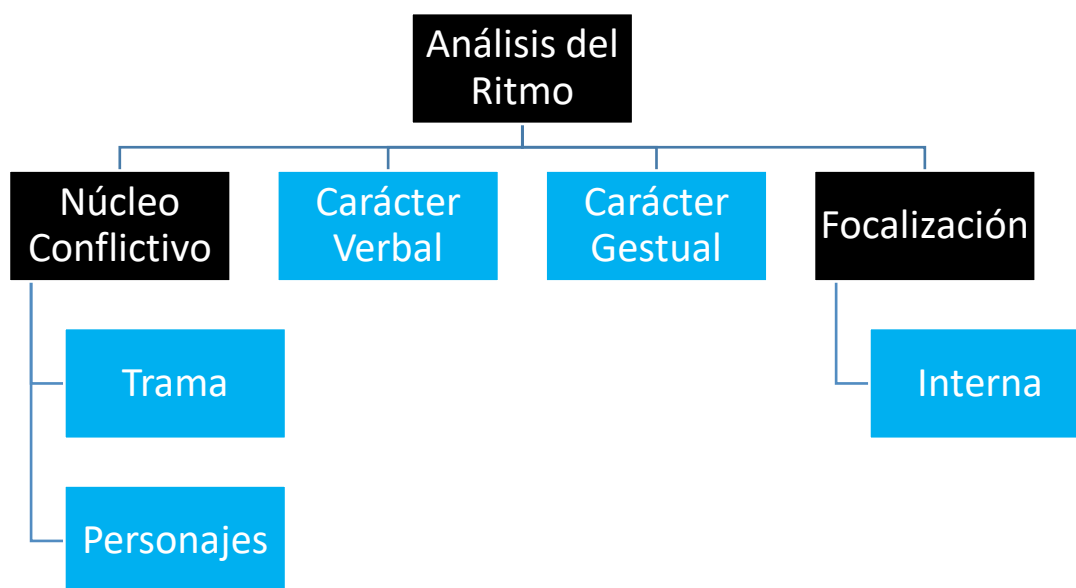 Análisis del
Ritmo
Núcleo
Conflictivo
Carácter
Verbal
Carácter
Gestual
Focalización
Trama
Interna
Personajes